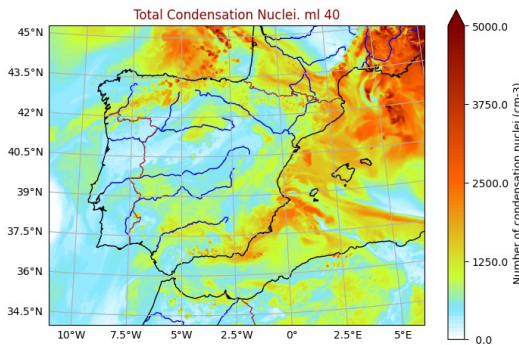 Total Condensation Nuclei. ml 40
45°N
43.5°N
42°N
40.5°N
39°N
37.5°N
36°N
34.5°N
10°W 7.5°W 5°W 2.5°W 0° 2.5°E 5°E
5000.0
3750.0
2500.0
1250.0
0.0
Number of condensation nuclei (cm-3)